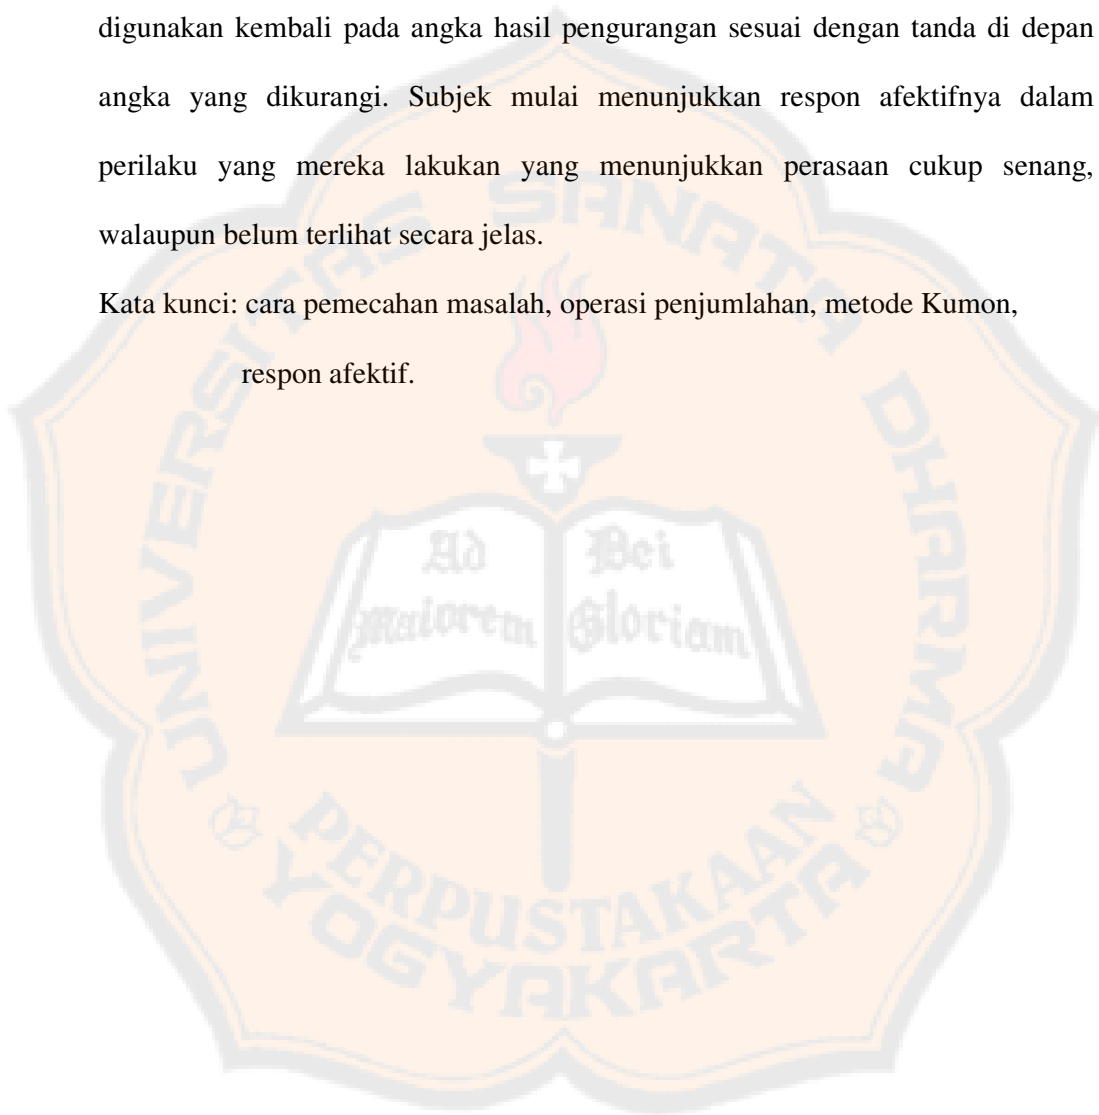 digunakan kembali pada angka hasil pengurangan sesuai dengan tanda di depan
angka yang dikurangi. Subjek mulai menunjukkan respon afektifnya dalam
perilaku yang mereka lakukan yang menunjukkan perasaan cukup senang,
walaupun belum terlihat secara jelas.
Kata kunci: cara pemecahan masalah, operasi penjumlahan, metode Kumon,
respon afektif.
UNIVERSITAS SANATA DHARMA
Ad Dei
maiorem Gloriam
PERPUSTAKAAN
YOGYAKARTA